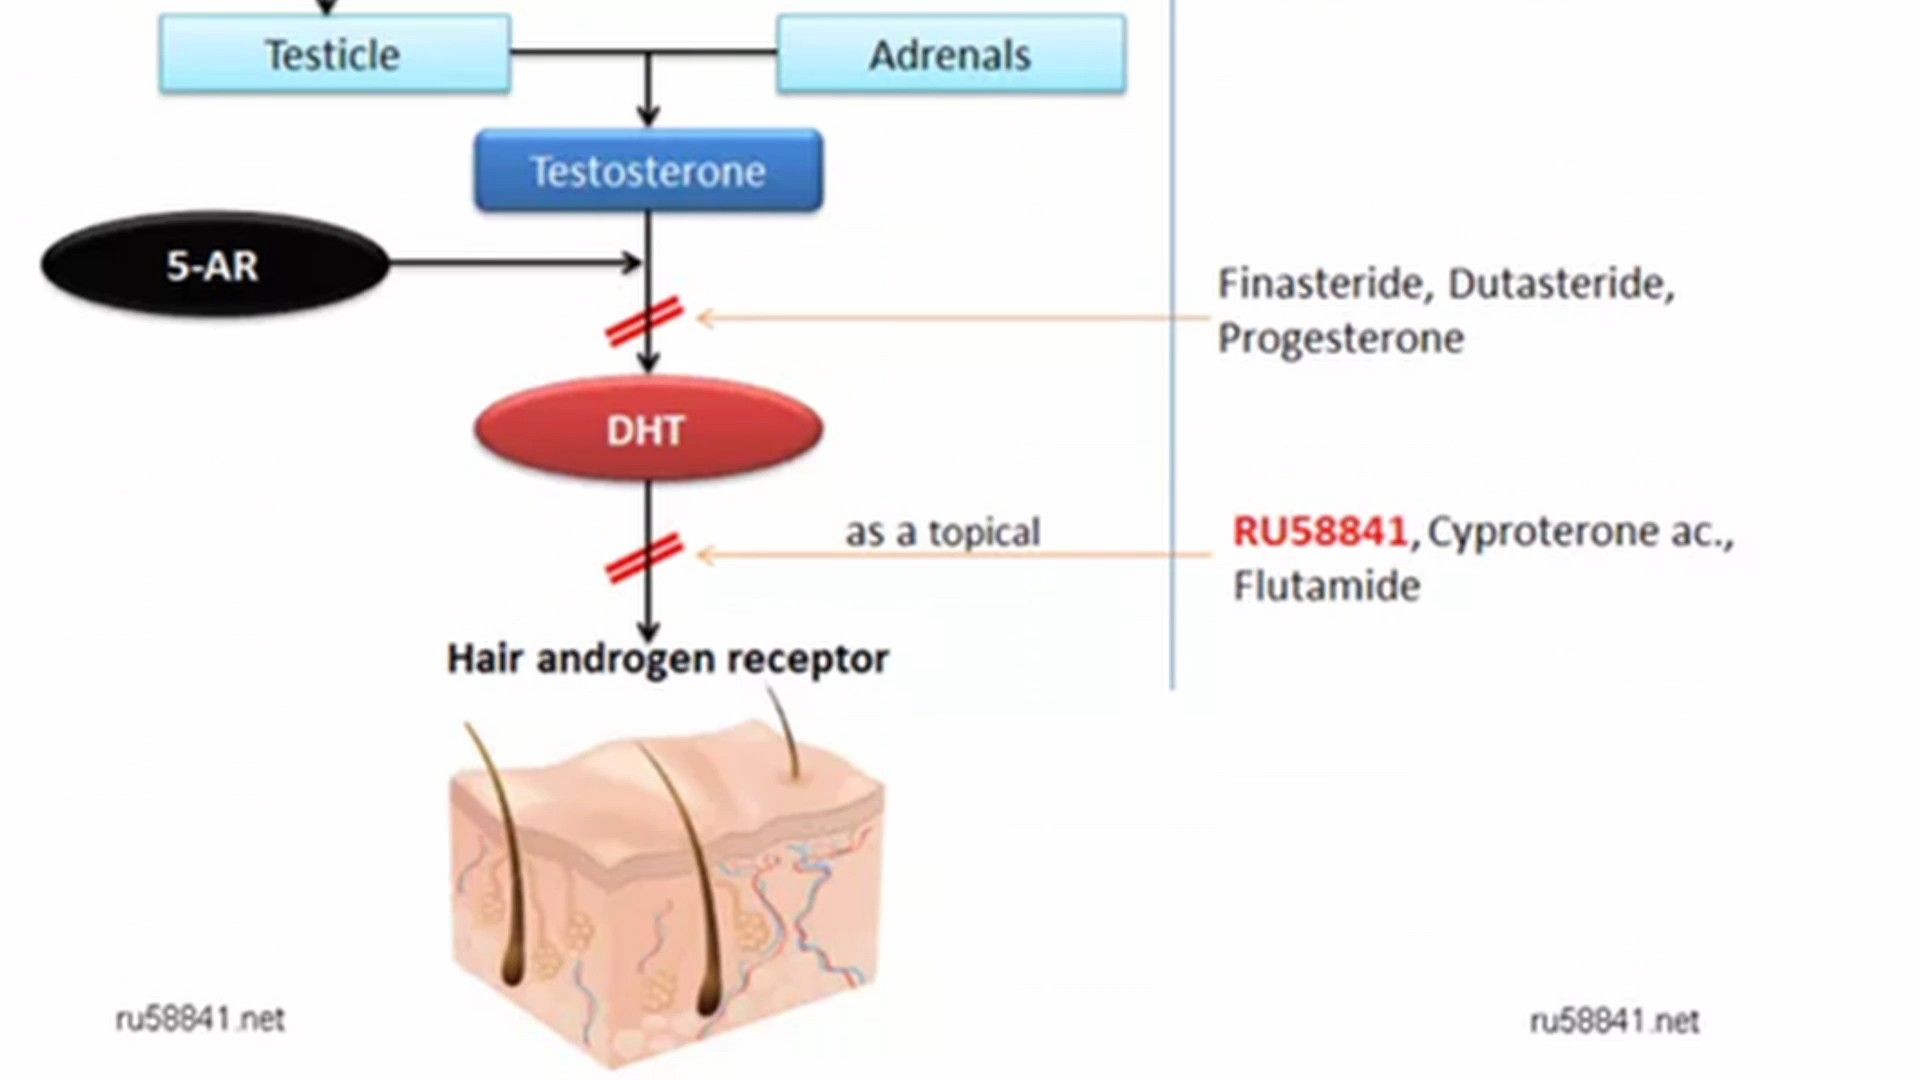 Testicle
Adrenals
Testosterone
5-AR
Finasteride, Dutasteride,
Progesterone
DHT
as a topical
RU58841, Cyproterone ac.,
Flutamide
Hair androgen receptor
ru58841.net
ru58841.net